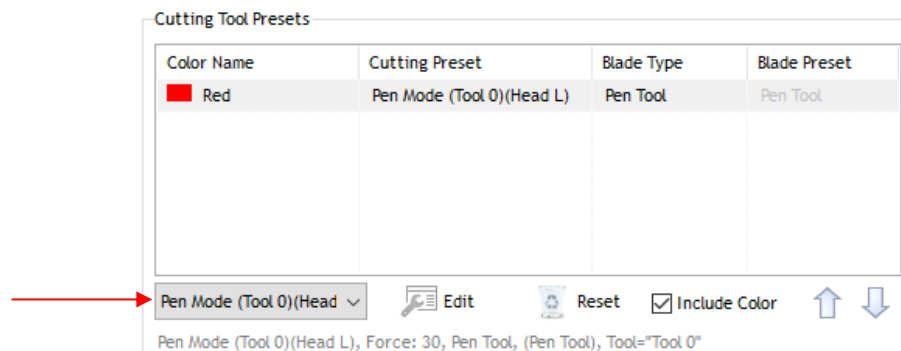 Cutting Tool Presets
Color Name Cutting Preset Blade Type Blade Preset
Red Pen Mode (Tool 0)(Head L) Pen Tool Pen Tool
Pen Mode (Tool 0)(Head Edit Reset Include Color
Pen Mode (Tool 0)(Head L), Force: 30, Pen Tool, (Pen Tool), Tool="Tool 0"